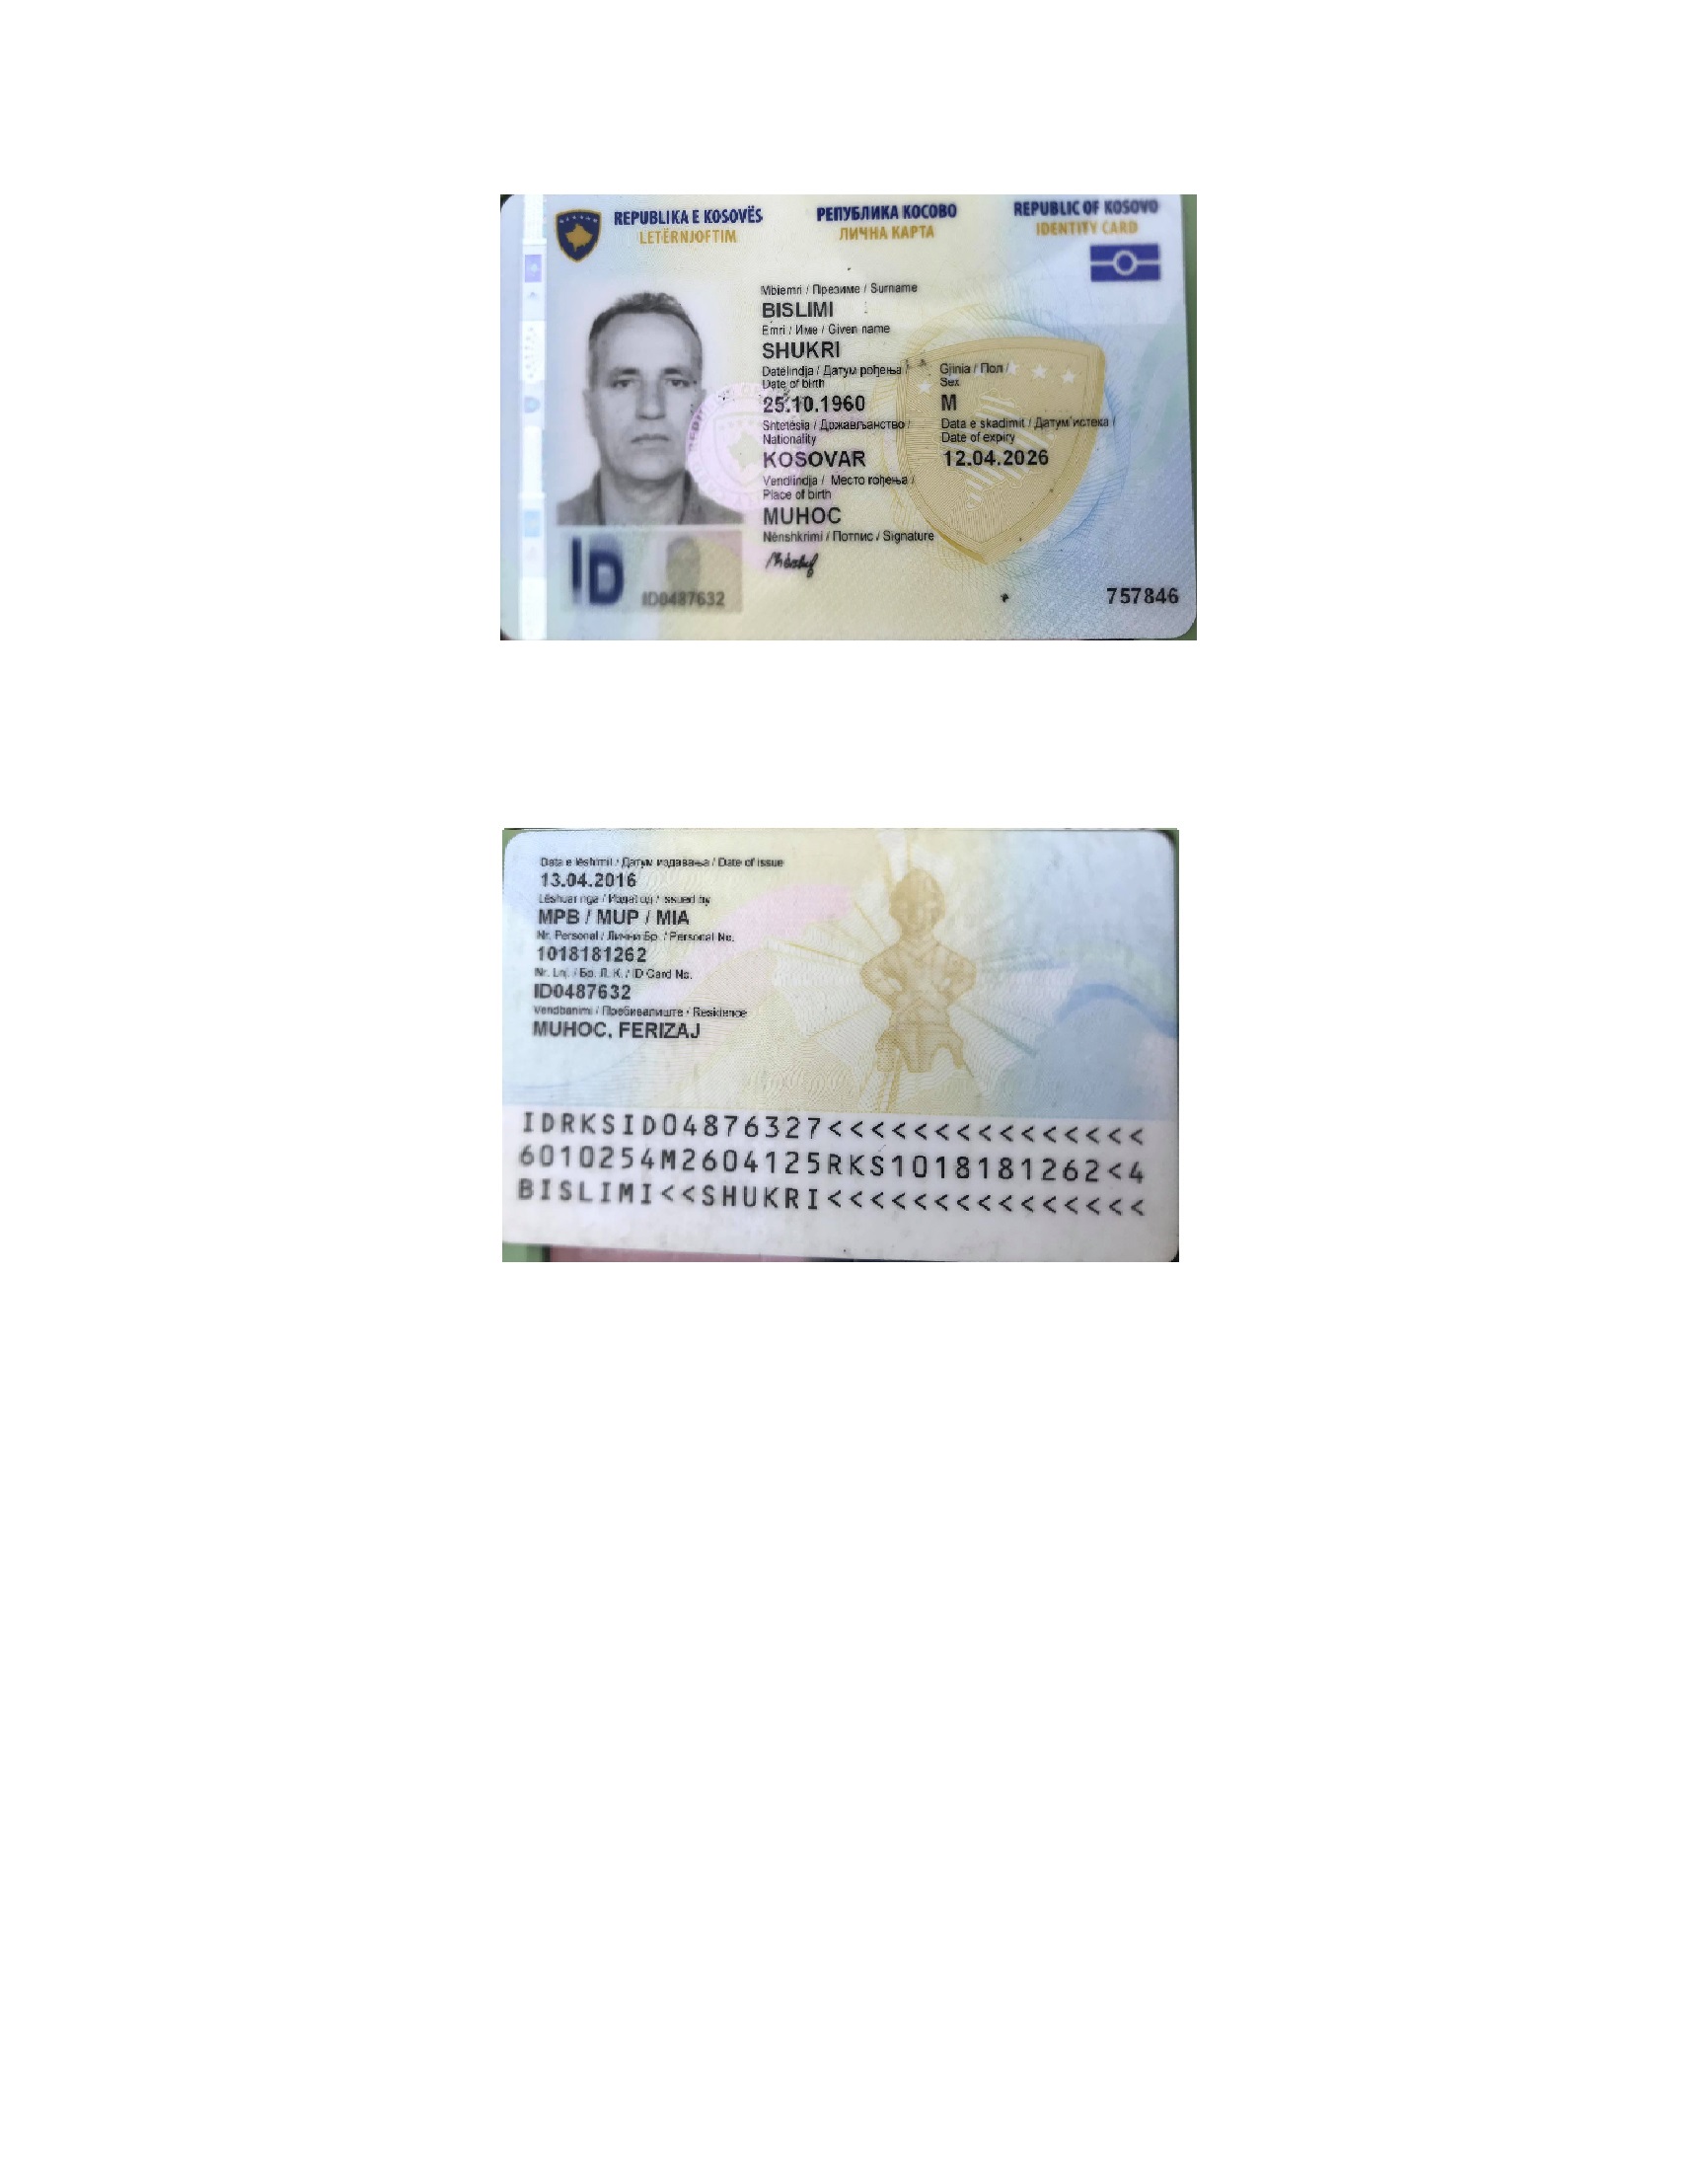 REPUBLIKA E KOSOVËS РЕПУБЛИКА КОСОВО REPUBLIC OF KOSOVO
LETËRNJOFTIM ЛИЧНА КАРТА IDENTITY CARD
Mbiemri / Презиме / Surname
BISLIMI
Emri / Име / Given name
SHUKRI
Datëlindja / Датум рођења / Gjinia / Пол /
Date of birth Sex
25.10.1960 M
Shtetësia / Држављанство / Data e skadimit / Датум истека /
Nationality Date of expiry
KOSOVAR 12.04.2026
Vendlindja / Место рођења /
Place of birth
MUHOC
Nënshkrimi / Потпис / Signature
ID ID0487632
757846
Data e lëshimit / Датум издавања / Date of issue
13.04.2016
Lëshuar nga / Издат од / Issued by
MPB / MUP / MIA
Nr. Personal / Лични Бр. / Personal No.
1018181262
Nr. Lnj. / Бр. Л. К. / ID Card No.
ID0487632
Vendbanimi / Пребивалиште / Residence
MUHOC, FERIZAJ
IDRKSID04876327<<<<<<<<<<<<<<<
6010254M2604125RKS1018181262<4
BISLIMI<<SHUKRI<<<<<<<<<<<<<<<